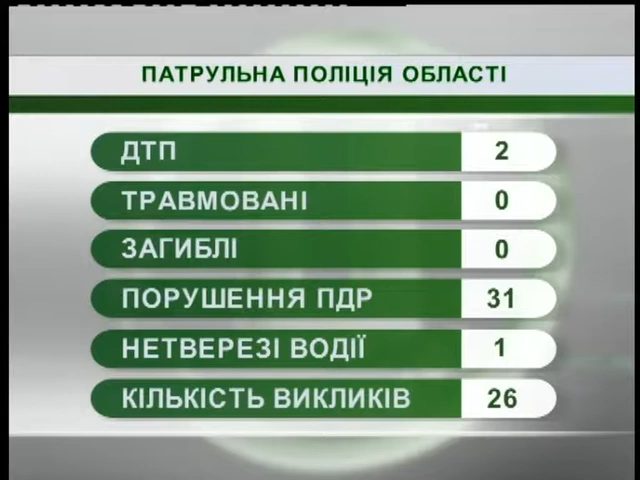 ПАТРУЛЬНА ПОЛІЦІЯ ОБЛАСТІ
ДТП 2
ТРАВМОВАНІ 0
ЗАГИБЛІ 0
ПОРУШЕННЯ ПДР 31
НЕТВЕРЕЗІ ВОДІЇ 1
КІЛЬКІСТЬ ВИКЛИКІВ 26